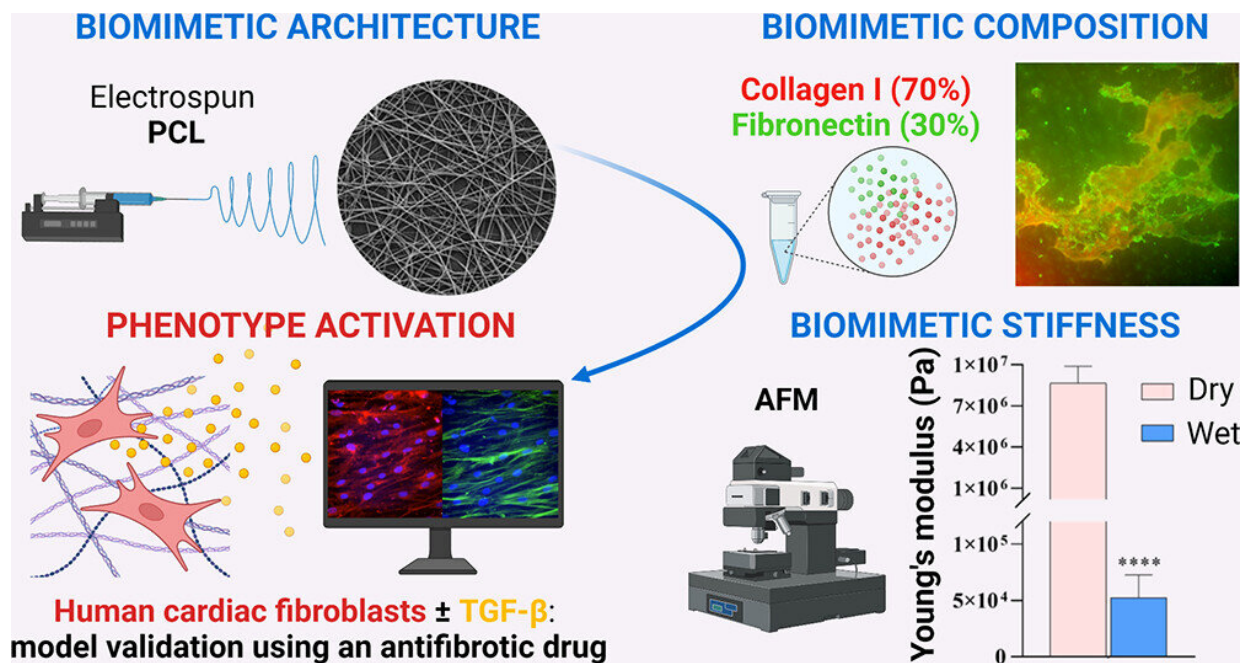 BIOMIMETIC ARCHITECTURE
Electrospun
PCL
BIOMIMETIC COMPOSITION
Collagen I (70%)
Fibronectin (30%)
PHENOTYPE ACTIVATION
Human cardiac fibroblasts ± TGF-β:
model validation using an antifibrotic drug
BIOMIMETIC STIFFNESS
AFM
Young's modulus (Pa)
1×10⁷
7×10⁶
4×10⁶
1×10⁶
1×10⁵
5×10⁴
0
****
Dry
Wet